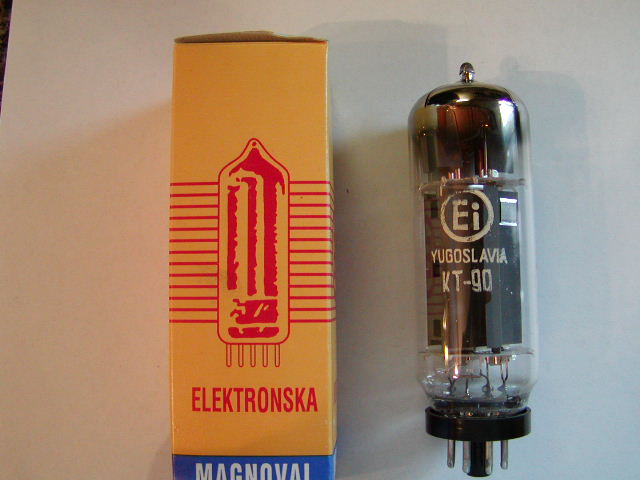 ELEKTRONSKA
MAGNOVAL
Ei
YUGOSLAVIA
KT-90